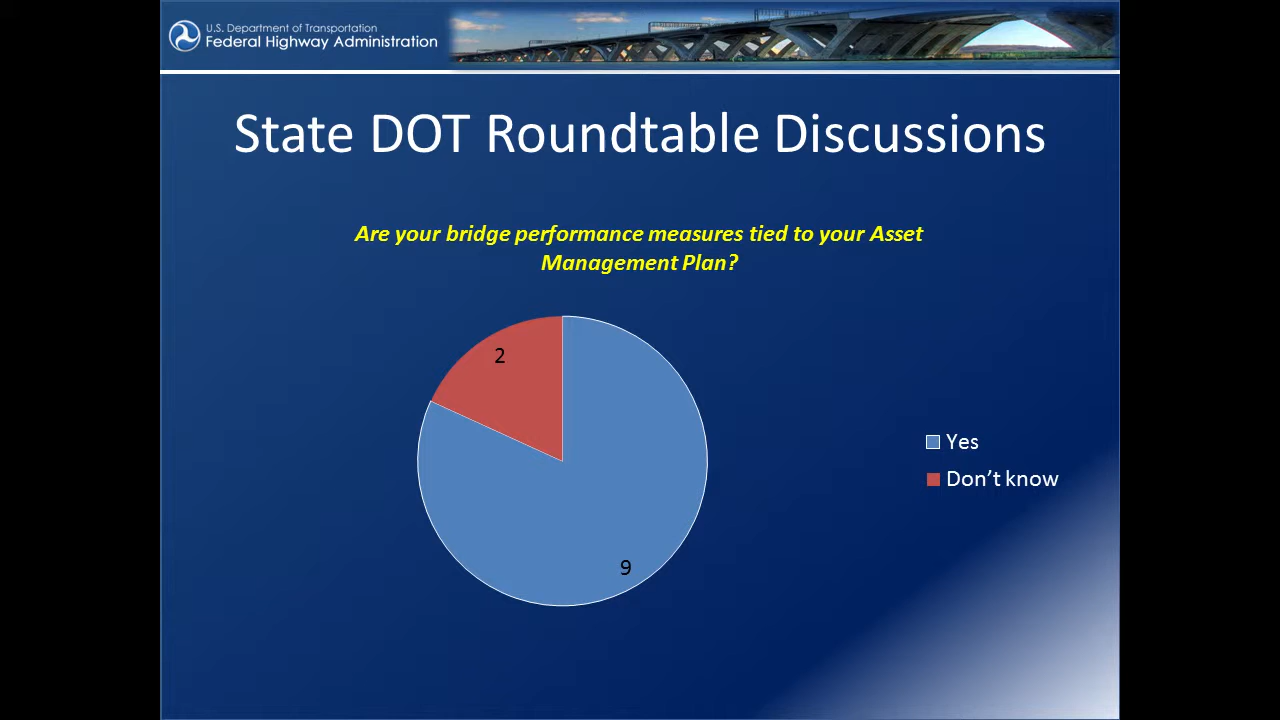 U.S. Department of Transportation
Federal Highway Administration
State DOT Roundtable Discussions
Are your bridge performance measures tied to your Asset
Management Plan?
2
9
Yes
Don't know